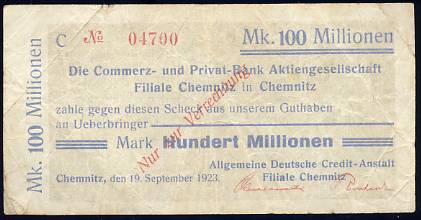 C № 04700 Mk. 100 Millionen
Die Commerz- und Privat-Bank Aktiengesellschaft
Filiale Chemnitz in Chemnitz
zahle gegen diesen Scheck aus unserem Guthaben
an Ueberbringer
Mark Hundert Millionen
Nur zur Verrechnung
Allgemeine Deutsche Credit-Anstalt
Chemnitz, den 19. September 1923. Filiale Chemnitz
Mk. 100 Millionen